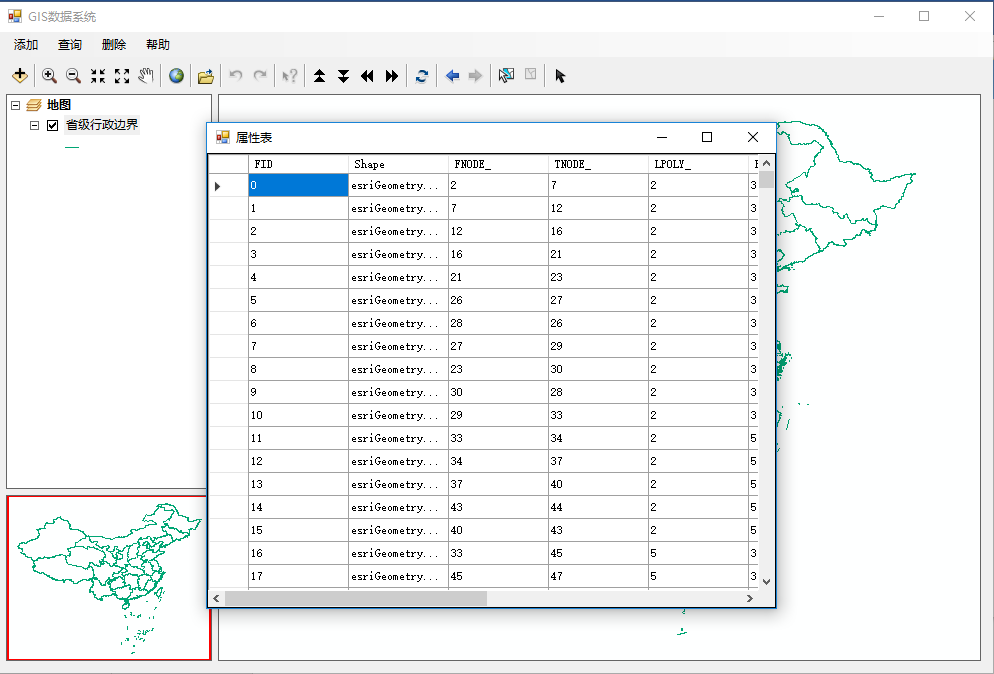 GIS数据系统
添加 查询 删除 帮助
地图
省级行政边界
属性表
FID Shape FNODE_ TNODE_ LPOLY_
0 esriGeometry... 2 7 2 3
1 esriGeometry... 7 12 2 3
2 esriGeometry... 12 16 2 3
3 esriGeometry... 16 21 2 3
4 esriGeometry... 21 23 2 3
5 esriGeometry... 26 27 2 3
6 esriGeometry... 28 26 2 3
7 esriGeometry... 27 29 2 3
8 esriGeometry... 23 30 2 3
9 esriGeometry... 30 28 2 3
10 esriGeometry... 29 33 2 3
11 esriGeometry... 33 34 2 5
12 esriGeometry... 34 37 2 5
13 esriGeometry... 37 40 2 5
14 esriGeometry... 43 44 2 5
15 esriGeometry... 40 43 2 5
16 esriGeometry... 33 45 5 3
17 esriGeometry... 45 47 5 3